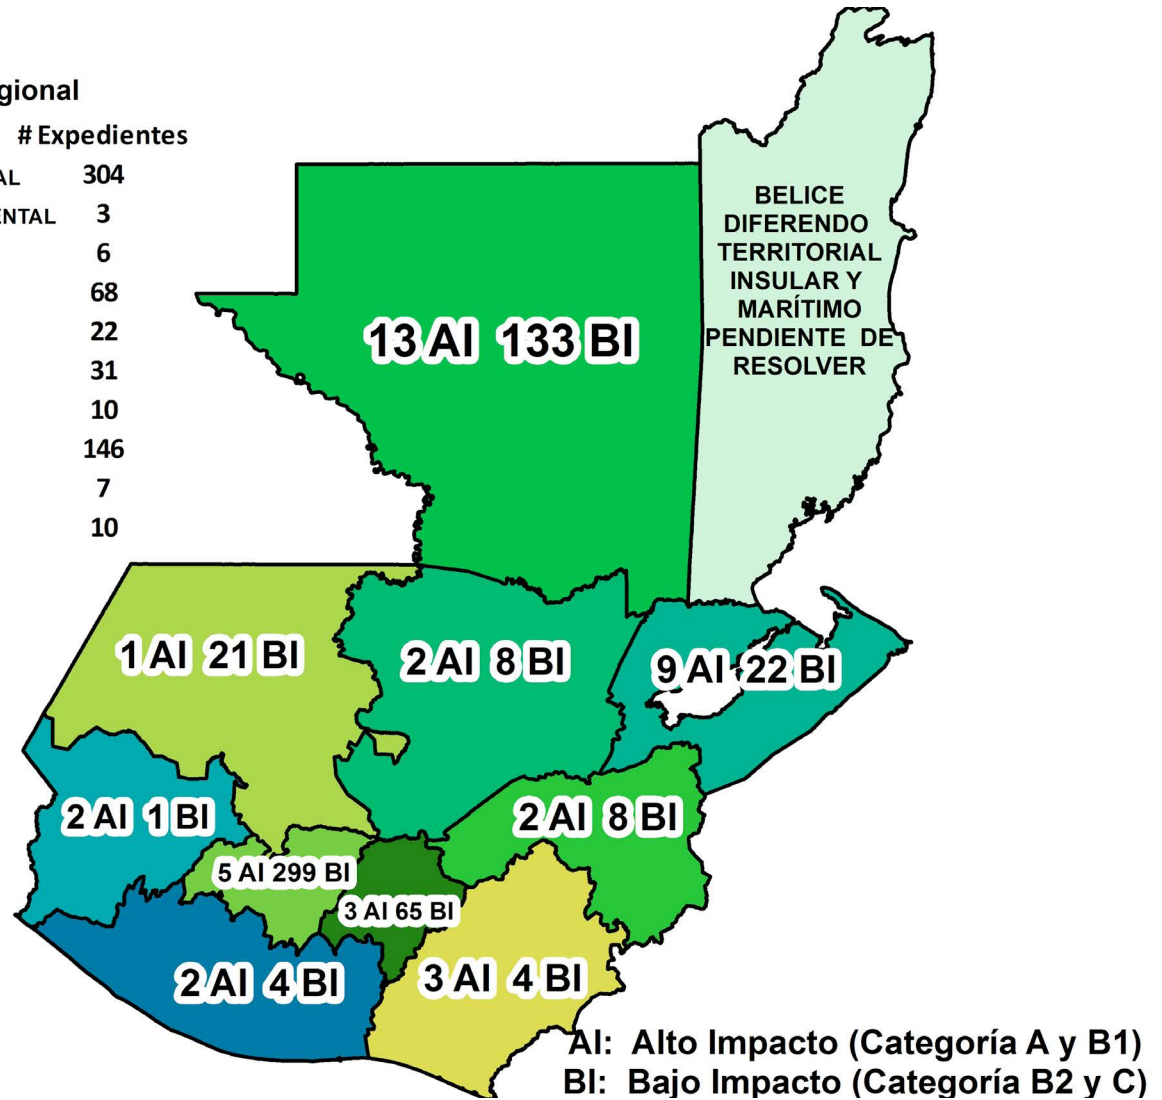 gional
# Expedientes
AL 304
ENTAL 3
6
68
22
31
10
146
7
10
BELICE
DIFERENDO
TERRITORIAL
INSULAR Y
MARÍTIMO
PENDIENTE DE
RESOLVER
13 AI 133 BI
1 AI 21 BI
2 AI 8 BI
9 AI 22 BI
2 AI 1 BI
2 AI 8 BI
5 AI 299 BI
3 AI 65 BI
2 AI 4 BI
3 AI 4 BI
AI: Alto Impacto (Categoría A y B1)
BI: Bajo Impacto (Categoría B2 y C)